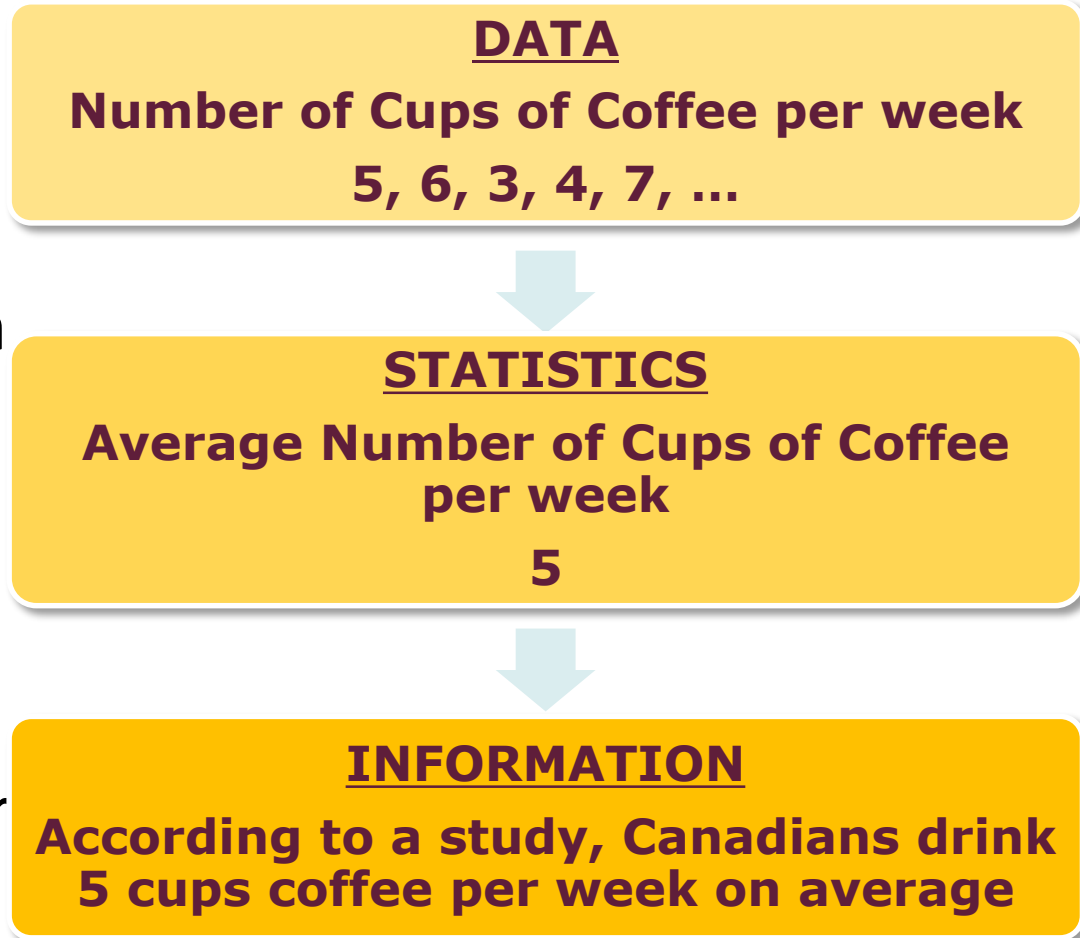 DATA
Number of Cups of Coffee per week
5, 6, 3, 4, 7, ...
STATISTICS
Average Number of Cups of Coffee
per week
5
INFORMATION
According to a study, Canadians drink
5 cups coffee per week on average